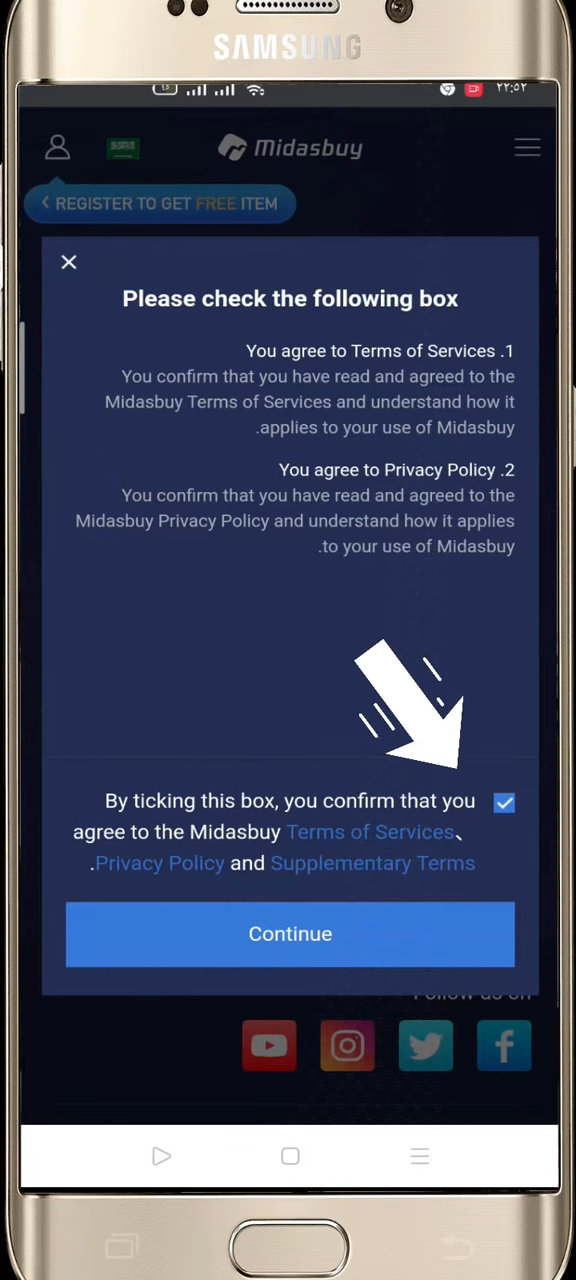 SAMSUNG
٢٢:٥٢
Midasbuy
REGISTER TO GET FREE ITEM
Please check the following box
You agree to Terms of Services .1
You confirm that you have read and agreed to the
Midasbuy Terms of Services and understand how it
.applies to your use of Midasbuy
You agree to Privacy Policy .2
You confirm that you have read and agreed to the
Midasbuy Privacy Policy and understand how it applies
.to your use of Midasbuy
By ticking this box, you confirm that you
agree to the Midasbuy Terms of Services、
.Privacy Policy and Supplementary Terms
Continue
Follow us on